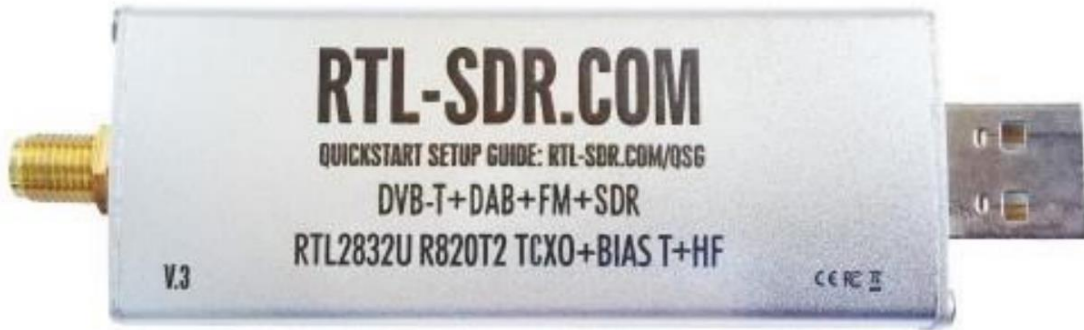 RTL-SDR.COM
QUICKSTART SETUP GUIDE: RTL-SDR.COM/QSG
DVB-T+DAB+FM+SDR
RTL2832U R820T2 TCXO+BIAS T+HF
V.3
CE